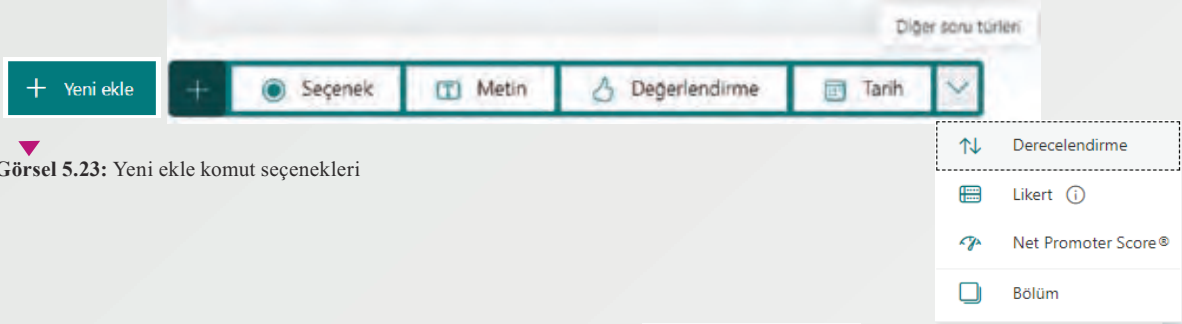 Diğer soru türleri
Yeni ekle
Seçenek
Metin
Değerlendirme
Tarih
Derecelendirme
Görsel 5.23: Yeni ekle komut seçenekleri
Likert
Net Promoter Score®
Bölüm